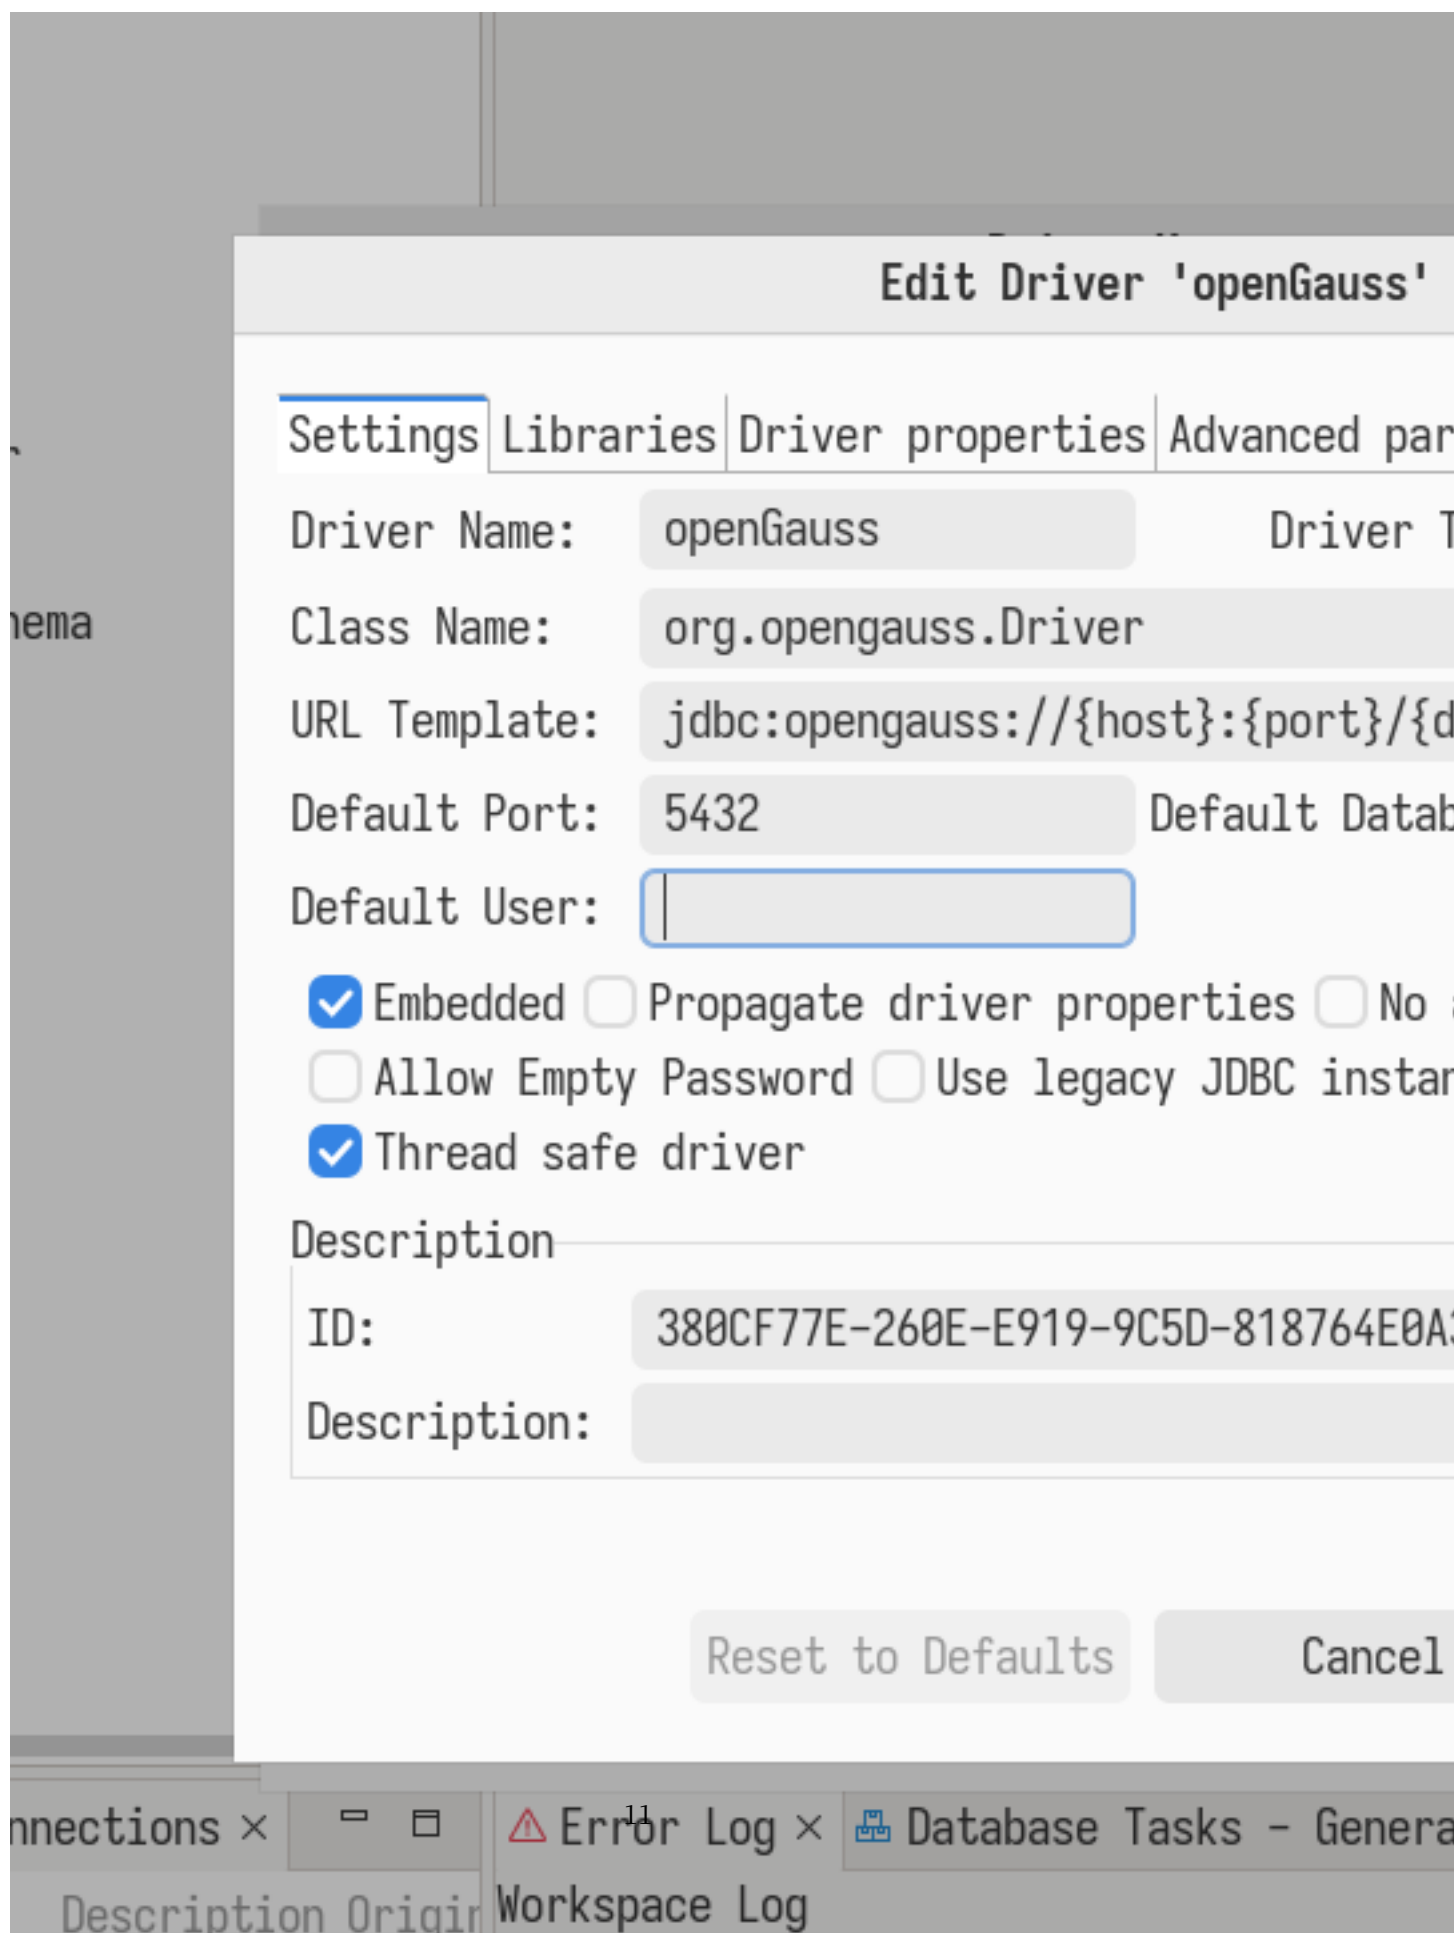 Edit Driver 'openGauss'
Settings Libraries Driver properties Advanced par
Driver Name: openGauss Driver T
hema
Class Name: org.opengauss.Driver
URL Template: jdbc:opengauss://{host}:{port}/{d
Default Port: 5432 Default Datab
Default User:
Embedded Propagate driver properties No
Allow Empty Password Use legacy JDBC instan
Thread safe driver
Description
ID: 380CF77E-260E-E919-9C5D-818764E0A3
Description:
Reset to Defaults Cancel
11
nnections × Error Log × Database Tasks - Genera
Description Origin Workspace Log